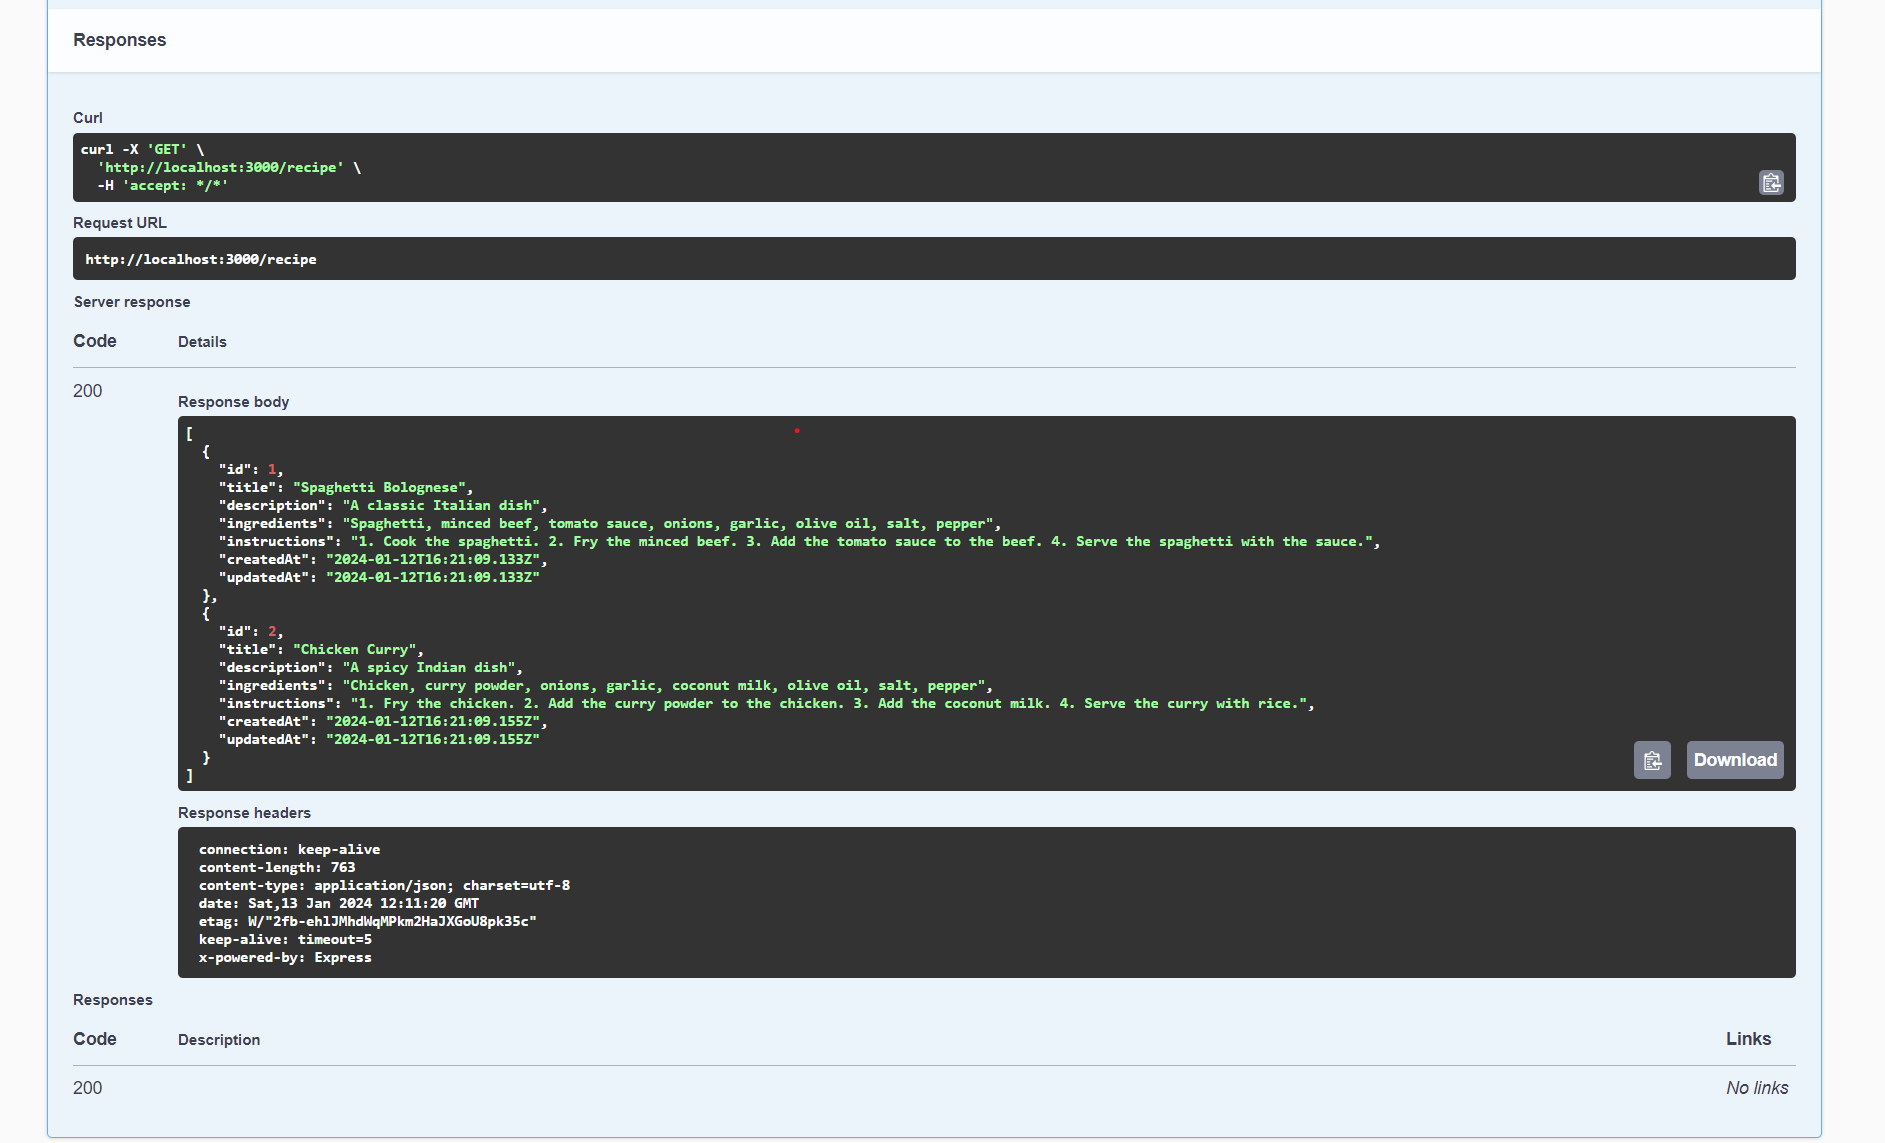 Responses
Curl
curl -X 'GET' \
  'http://localhost:3000/recipe' \
  -H 'accept: */*'
Request URL
http://localhost:3000/recipe
Server response
Code Details
200
Response body
[
  {
    "id": 1,
    "title": "Spaghetti Bolognese",
    "description": "A classic Italian dish",
    "ingredients": "Spaghetti, minced beef, tomato sauce, onions, garlic, olive oil, salt, pepper",
    "instructions": "1. Cook the spaghetti. 2. Fry the minced beef. 3. Add the tomato sauce to the beef. 4. Serve the spaghetti with the sauce.",
    "createdAt": "2024-01-12T16:21:09.133Z",
    "updatedAt": "2024-01-12T16:21:09.133Z"
  },
  {
    "id": 2,
    "title": "Chicken Curry",
    "description": "A spicy Indian dish",
    "ingredients": "Chicken, curry powder, onions, garlic, coconut milk, olive oil, salt, pepper",
    "instructions": "1. Fry the chicken. 2. Add the curry powder to the chicken. 3. Add the coconut milk. 4. Serve the curry with rice.",
    "createdAt": "2024-01-12T16:21:09.155Z",
    "updatedAt": "2024-01-12T16:21:09.155Z"
  }
]
Download
Response headers
connection: keep-alive
content-length: 763
content-type: application/json; charset=utf-8
date: Sat,13 Jan 2024 12:11:20 GMT
etag: W/"2fb-ehlJMhdWqMPkm2HaJXGoU8pk35c"
keep-alive: timeout=5
x-powered-by: Express
Responses
Code Description Links
200 No links